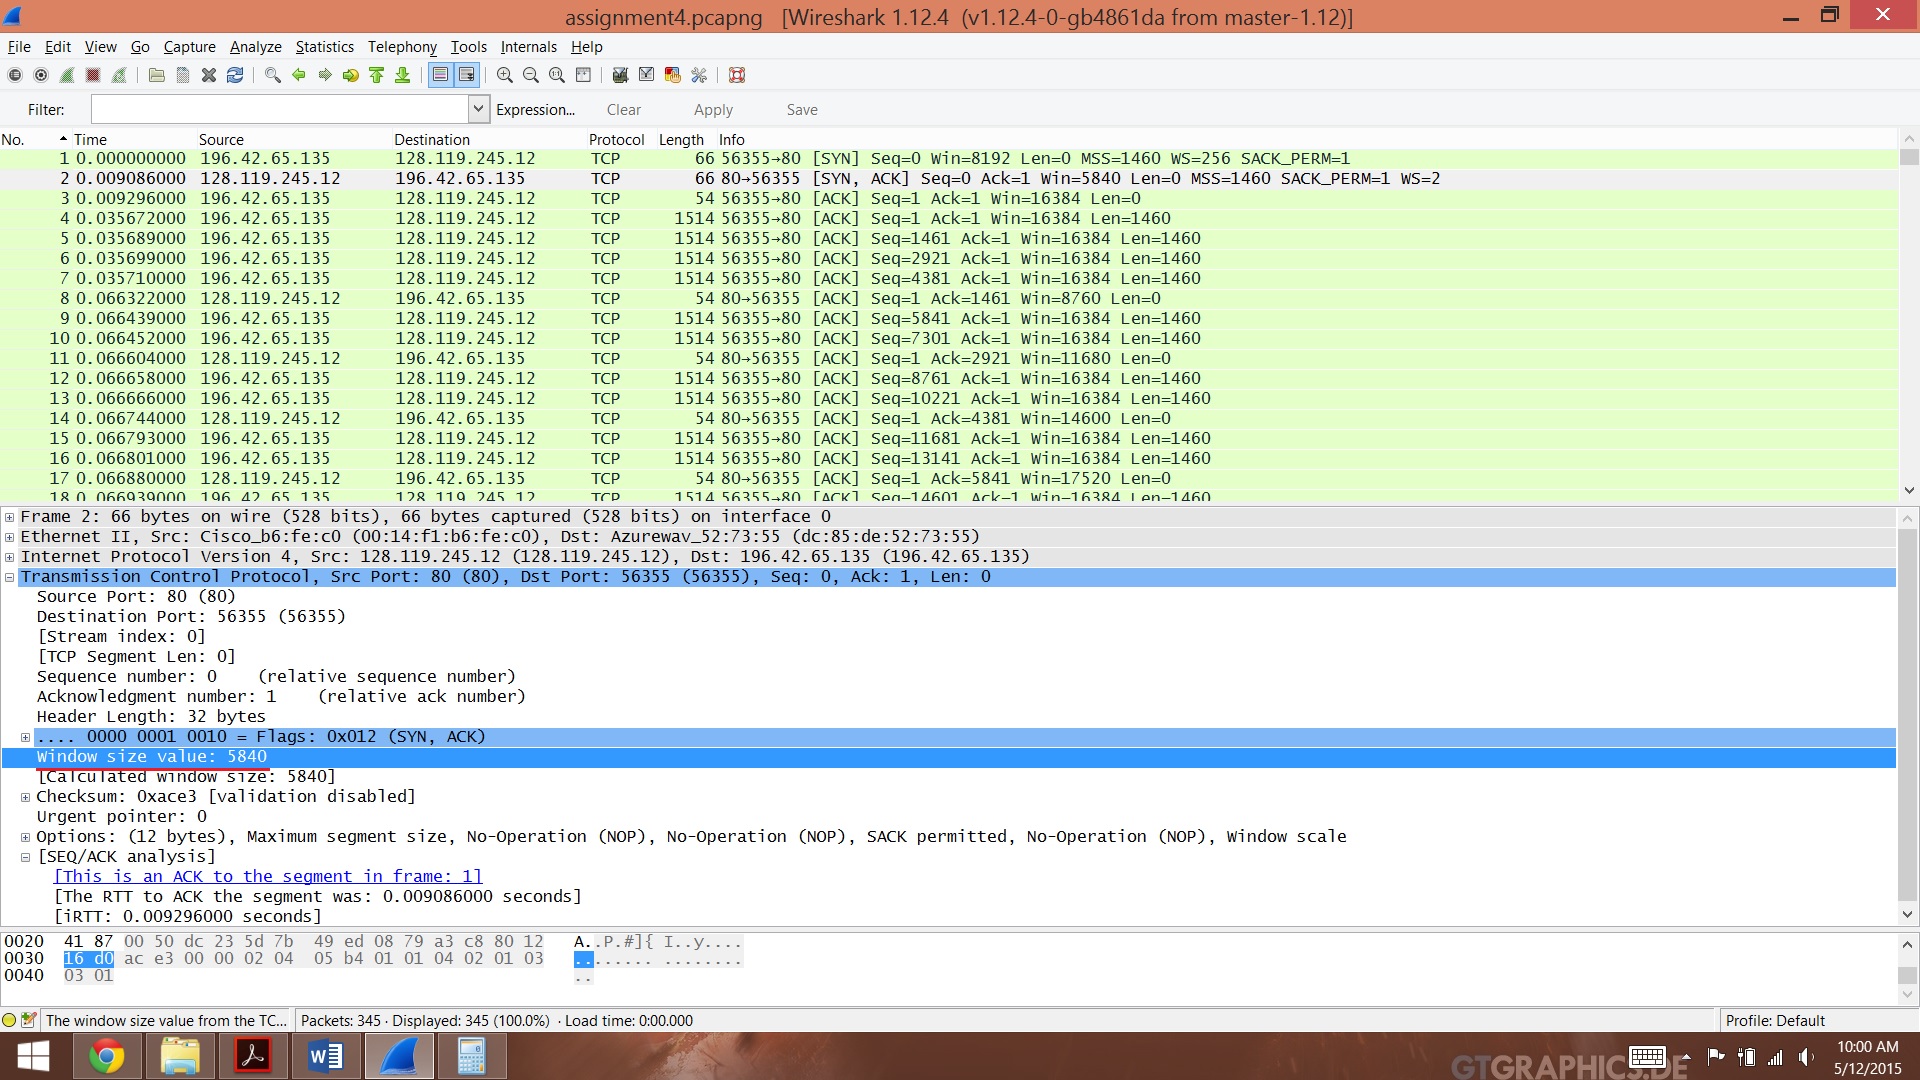 assignment4.pcapng [Wireshark 1.12.4 (v1.12.4-0-gb4861da from master-1.12)]
File Edit View Go Capture Analyze Statistics Telephony Tools Internals Help
Filter: Expression... Clear Apply Save
No. Time Source Destination Protocol Length Info
1 0.000000000 196.42.65.135 128.119.245.12 TCP 66 56355→80 [SYN] Seq=0 Win=8192 Len=0 MSS=1460 WS=256 SACK_PERM=1
2 0.009086000 128.119.245.12 196.42.65.135 TCP 66 80→56355 [SYN, ACK] Seq=0 Ack=1 Win=5840 Len=0 MSS=1460 SACK_PERM=1 WS=2
3 0.009296000 196.42.65.135 128.119.245.12 TCP 54 56355→80 [ACK] Seq=1 Ack=1 Win=16384 Len=0
4 0.035672000 196.42.65.135 128.119.245.12 TCP 1514 56355→80 [ACK] Seq=1 Ack=1 Win=16384 Len=1460
5 0.035689000 196.42.65.135 128.119.245.12 TCP 1514 56355→80 [ACK] Seq=1461 Ack=1 Win=16384 Len=1460
6 0.035699000 196.42.65.135 128.119.245.12 TCP 1514 56355→80 [ACK] Seq=2921 Ack=1 Win=16384 Len=1460
7 0.035710000 196.42.65.135 128.119.245.12 TCP 1514 56355→80 [ACK] Seq=4381 Ack=1 Win=16384 Len=1460
8 0.066322000 128.119.245.12 196.42.65.135 TCP 54 80→56355 [ACK] Seq=1 Ack=1461 Win=8760 Len=0
9 0.066439000 196.42.65.135 128.119.245.12 TCP 1514 56355→80 [ACK] Seq=5841 Ack=1 Win=16384 Len=1460
10 0.066452000 196.42.65.135 128.119.245.12 TCP 1514 56355→80 [ACK] Seq=7301 Ack=1 Win=16384 Len=1460
11 0.066604000 128.119.245.12 196.42.65.135 TCP 54 80→56355 [ACK] Seq=1 Ack=2921 Win=11680 Len=0
12 0.066658000 196.42.65.135 128.119.245.12 TCP 1514 56355→80 [ACK] Seq=8761 Ack=1 Win=16384 Len=1460
13 0.066666000 196.42.65.135 128.119.245.12 TCP 1514 56355→80 [ACK] Seq=10221 Ack=1 Win=16384 Len=1460
14 0.066744000 128.119.245.12 196.42.65.135 TCP 54 80→56355 [ACK] Seq=1 Ack=4381 Win=14600 Len=0
15 0.066793000 196.42.65.135 128.119.245.12 TCP 1514 56355→80 [ACK] Seq=11681 Ack=1 Win=16384 Len=1460
16 0.066801000 196.42.65.135 128.119.245.12 TCP 1514 56355→80 [ACK] Seq=13141 Ack=1 Win=16384 Len=1460
17 0.066880000 128.119.245.12 196.42.65.135 TCP 54 80→56355 [ACK] Seq=1 Ack=5841 Win=17520 Len=0
18 0.066939000 196.42.65.135 128.119.245.12 TCP 1514 56355→80 [ACK] Seq=14601 Ack=1 Win=16384 Len=1460
Frame 2: 66 bytes on wire (528 bits), 66 bytes captured (528 bits) on interface 0
Ethernet II, Src: Cisco_b6:fe:c0 (00:14:f1:b6:fe:c0), Dst: Azurewav_52:73:55 (dc:85:de:52:73:55)
Internet Protocol Version 4, Src: 128.119.245.12 (128.119.245.12), Dst: 196.42.65.135 (196.42.65.135)
Transmission Control Protocol, Src Port: 80 (80), Dst Port: 56355 (56355), Seq: 0, Ack: 1, Len: 0
Source Port: 80 (80)
Destination Port: 56355 (56355)
[Stream index: 0]
[TCP Segment Len: 0]
Sequence number: 0 (relative sequence number)
Acknowledgment number: 1 (relative ack number)
Header Length: 32 bytes
.... 0000 0001 0010 = Flags: 0x012 (SYN, ACK)
Window size value: 5840
[Calculated window size: 5840]
Checksum: 0xace3 [validation disabled]
Urgent pointer: 0
Options: (12 bytes), Maximum segment size, No-Operation (NOP), No-Operation (NOP), SACK permitted, No-Operation (NOP), Window scale
[SEQ/ACK analysis]
[This is an ACK to the segment in frame: 1]
[The RTT to ACK the segment was: 0.009086000 seconds]
[iRTT: 0.009296000 seconds]
0020 41 87 00 50 dc 23 5d 7b 49 ed 08 79 a3 c8 80 12 A..P.#]{ I..y....
0030 16 d0 ac e3 00 00 02 04 05 b4 01 01 04 02 01 03 ........ ........
0040 03 01 ..
The window size value from the TC... Packets: 345 · Displayed: 345 (100.0%) · Load time: 0:00.000 Profile: Default
GTGRAPHICS.DE
10:00 AM
5/12/2015